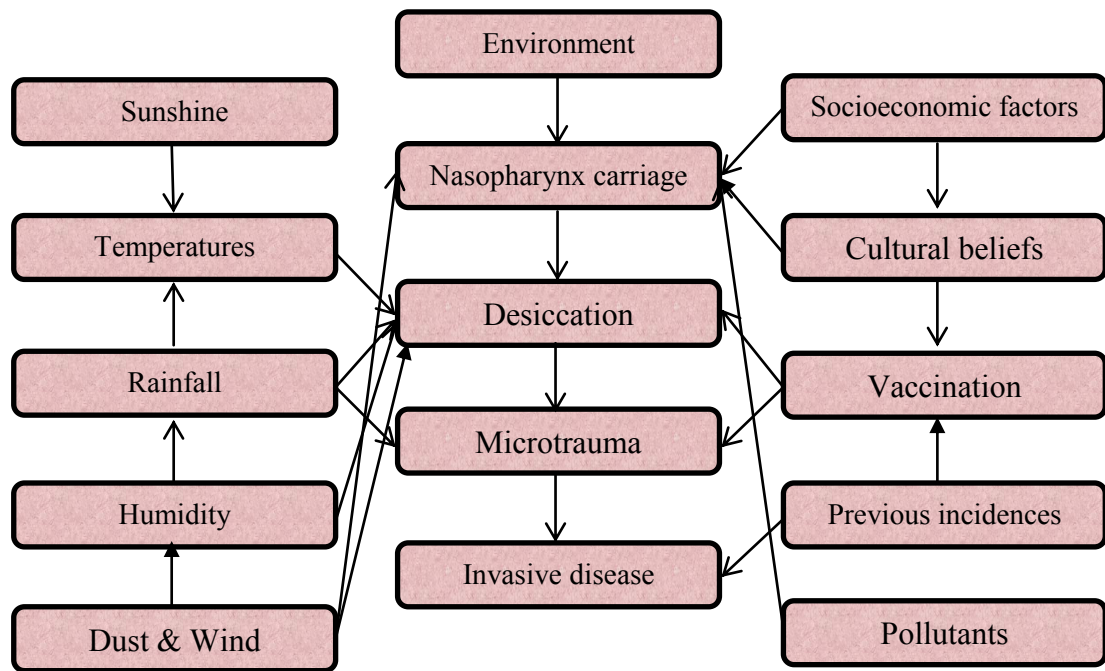 Environment
Sunshine
Socioeconomic factors
Nasopharynx carriage
Temperatures
Cultural beliefs
Desiccation
Rainfall
Vaccination
Microtrauma
Humidity
Previous incidences
Invasive disease
Dust & Wind
Pollutants